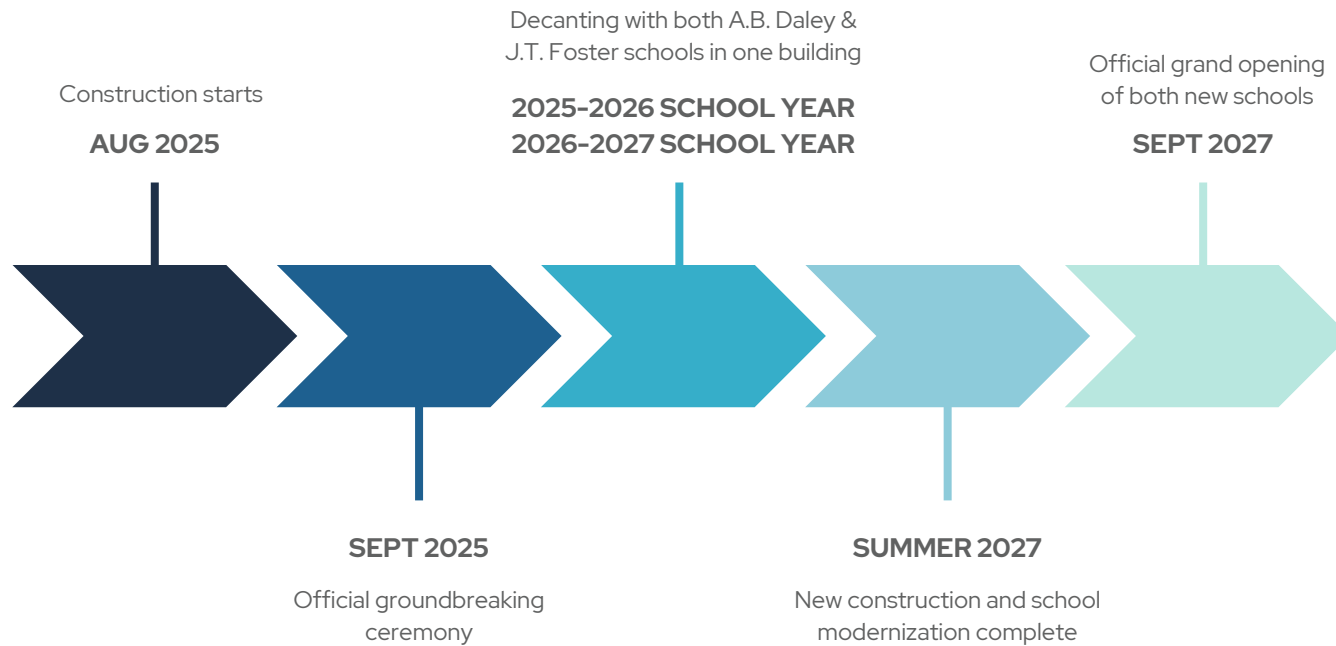 Construction starts
AUG 2025
SEPT 2025
Official groundbreaking
ceremony
Decanting with both A.B. Daley &
J.T. Foster schools in one building
2025-2026 SCHOOL YEAR
2026-2027 SCHOOL YEAR
SUMMER 2027
New construction and school
modernization complete
Official grand opening
of both new schools
SEPT 2027